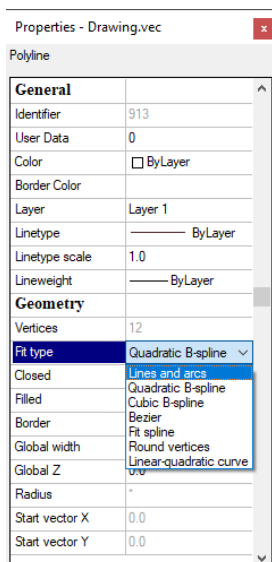 Properties - Drawing.vec x
Polyline
General
Identifier 913
User Data 0
Color ByLayer
Border Color
Layer Layer 1
Linetype ByLayer
Linetype scale 1.0
Lineweight ByLayer
Geometry
Vertices 12
Fit type Quadratic B-spline
Closed Lines and arcs
Quadratic B-spline
Filled Cubic B-spline
Border Bezier
Fit spline
Global width Round vertices
Linear-quadratic curve
Global Z 0.0
Radius *
Start vector X 0.0
Start vector Y 0.0